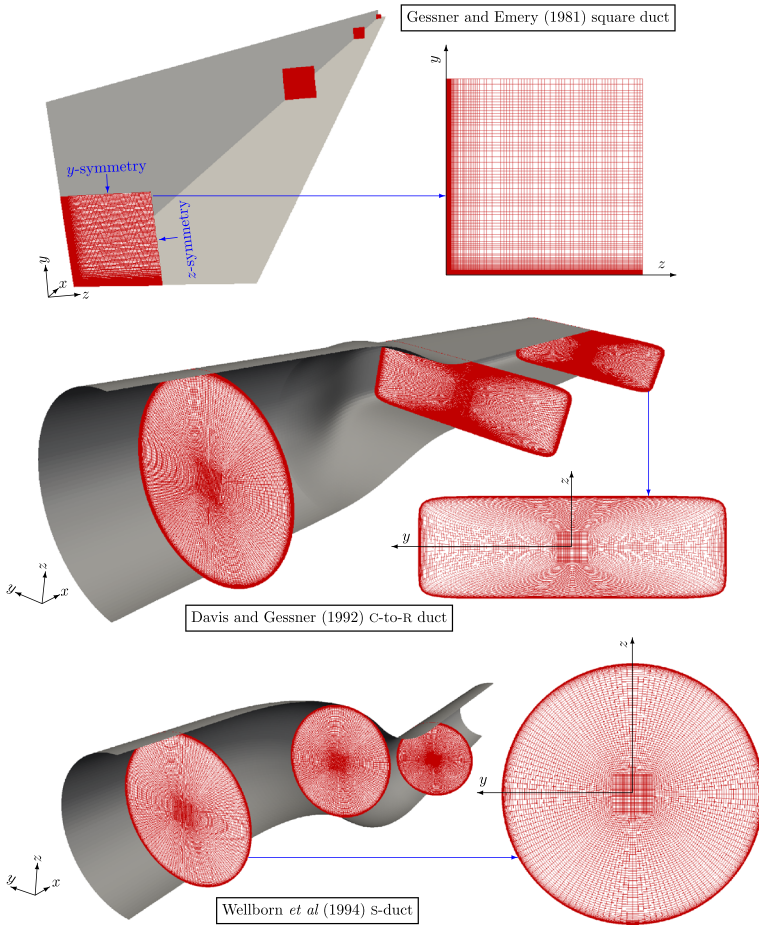 Gessner and Emery (1981) square duct
y
y-symmetry
z-symmetry
y
x
z
z
z
y
z
y
x
Davis and Gessner (1992) C-to-R duct
z
y
z
y
x
Wellborn et al (1994) S-duct